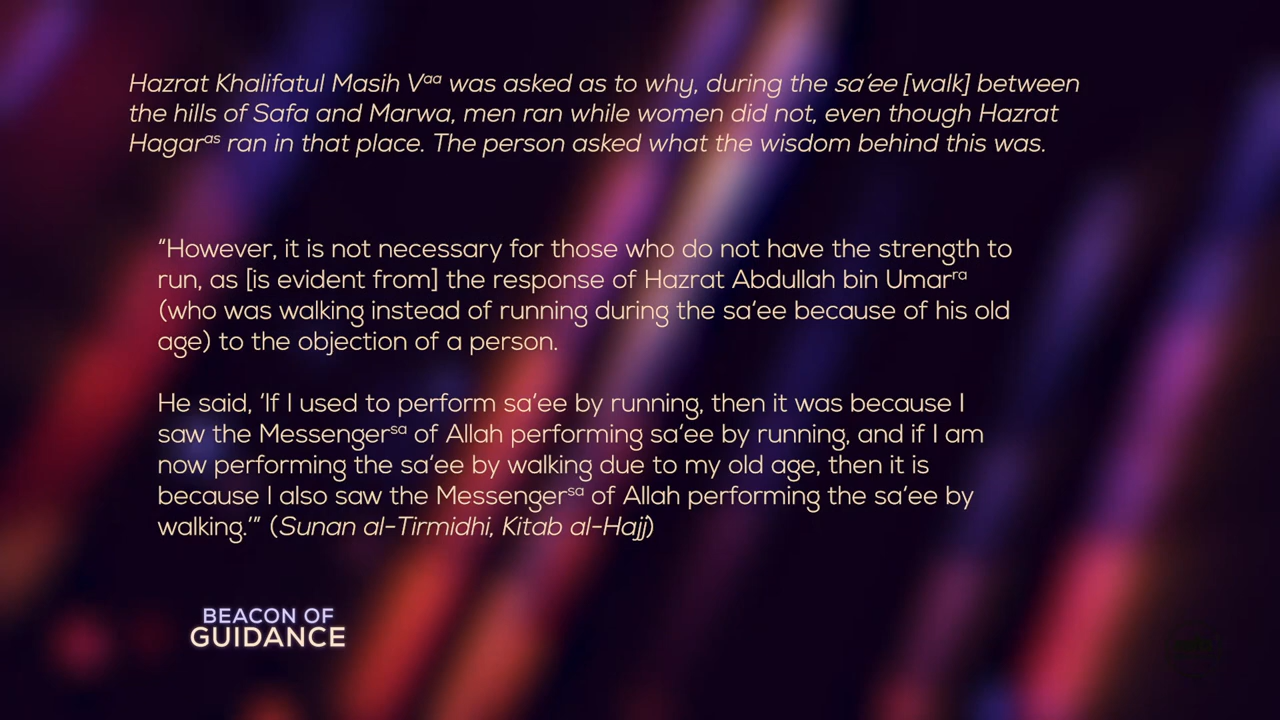 Hazrat Khalifatul Masih Vᵃᵃ was asked as to why, during the sa’ee [walk] between
the hills of Safa and Marwa, men ran while women did not, even though Hazrat
Hagarᵃˢ ran in that place. The person asked what the wisdom behind this was.
“However, it is not necessary for those who do not have the strength to
run, as [is evident from] the response of Hazrat Abdullah bin Umarʳᵃ
(who was walking instead of running during the sa’ee because of his old
age) to the objection of a person.
He said, ‘If I used to perform sa’ee by running, then it was because I
saw the Messengerˢᵃ of Allah performing sa’ee by running, and if I am
now performing the sa’ee by walking due to my old age, then it is
because I also saw the Messengerˢᵃ of Allah performing the sa’ee by
walking.’” (Sunan al-Tirmidhi, Kitab al-Hajj)
BEACON OF
GUIDANCE